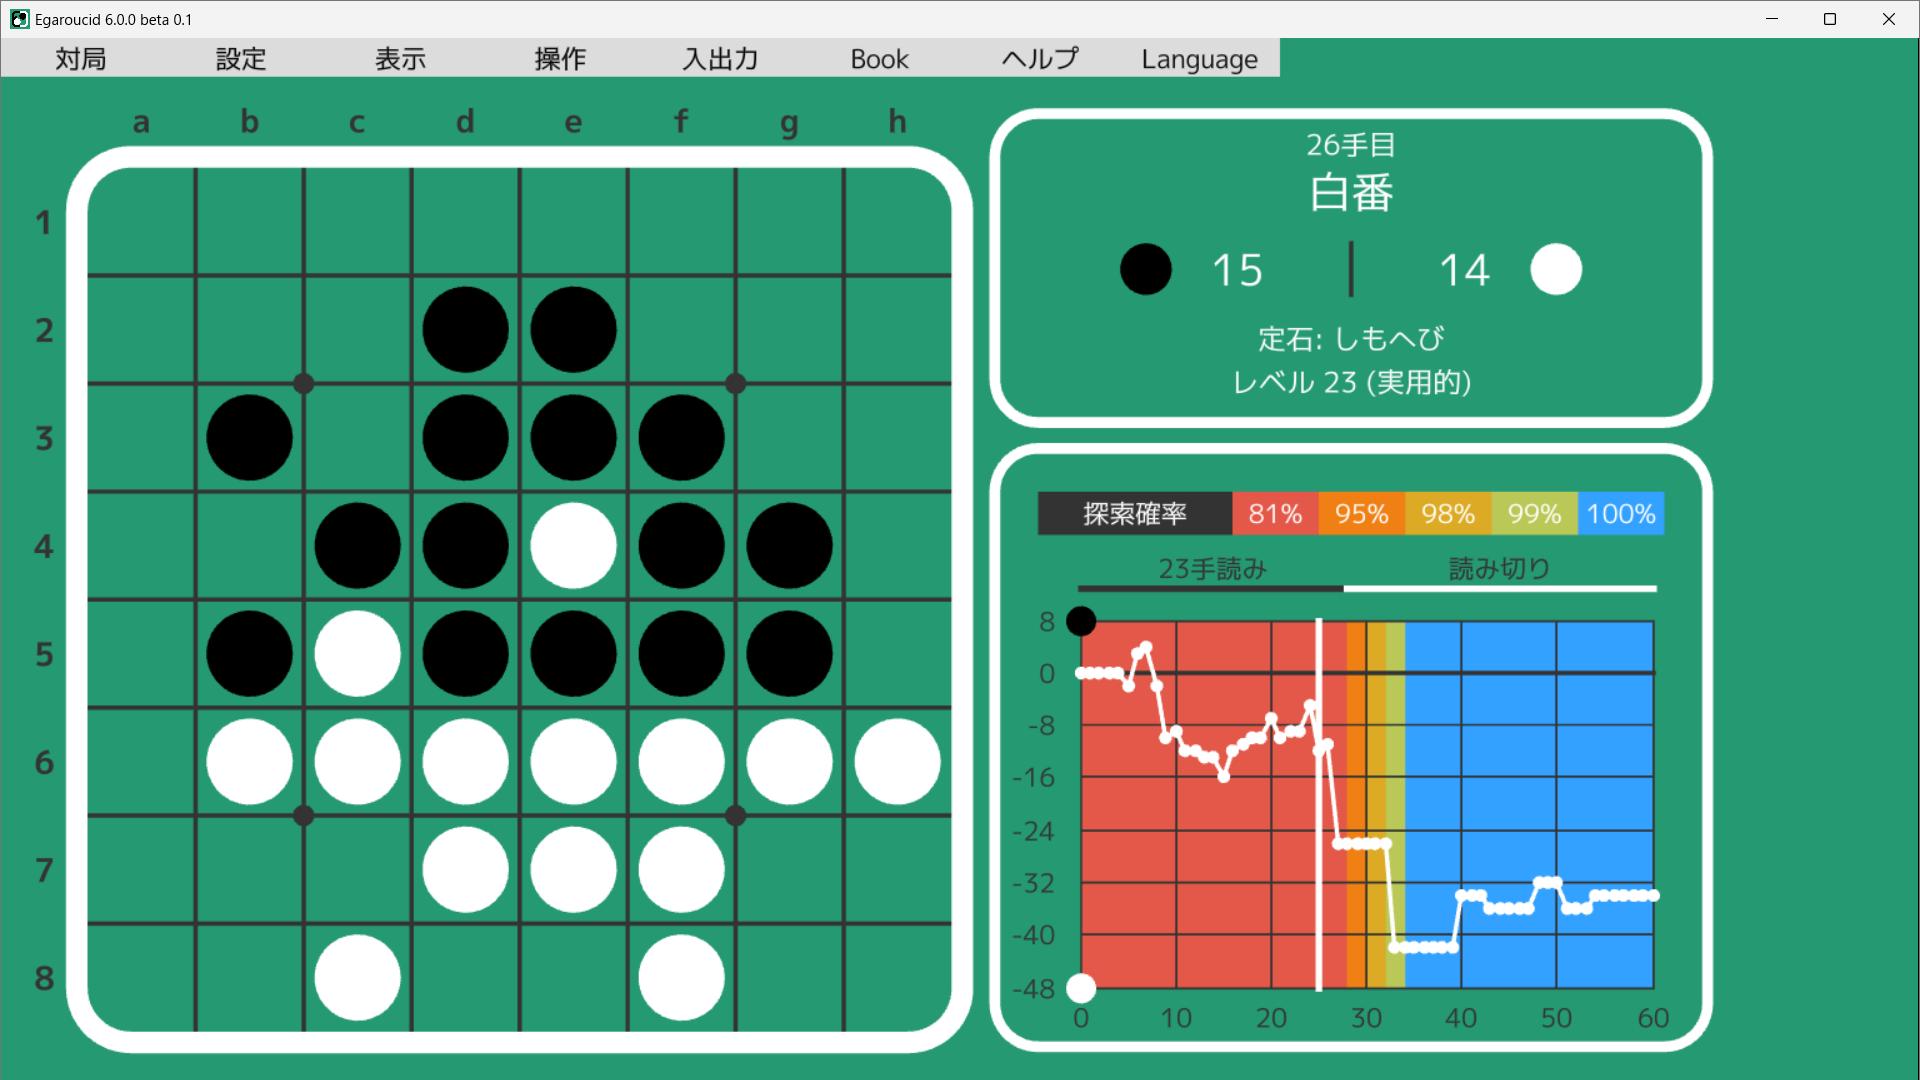 Egaroucid 6.0.0 beta 0.1
対局 設定 表示 操作 入出力 Book ヘルプ Language
a b c d e f g h
1
2
3
4
5
6
7
8
26手目
白番
15 14
定石: しもへび
レベル 23 (実用的)
探索確率 81% 95% 98% 99% 100%
23手読み 読み切り
8
0
-8
-16
-24
-32
-40
-48
0 10 20 30 40 50 60